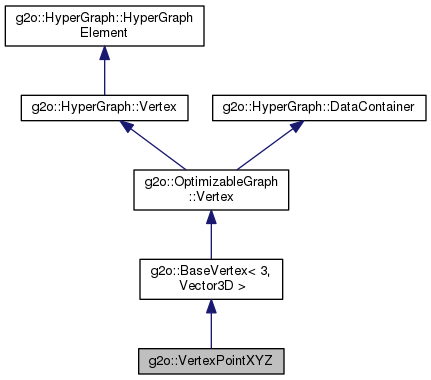 g2o::HyperGraph::HyperGraph
Element
g2o::HyperGraph::Vertex
g2o::HyperGraph::DataContainer
g2o::OptimizableGraph
::Vertex
g2o::BaseVertex< 3,
Vector3D >
g2o::VertexPointXYZ